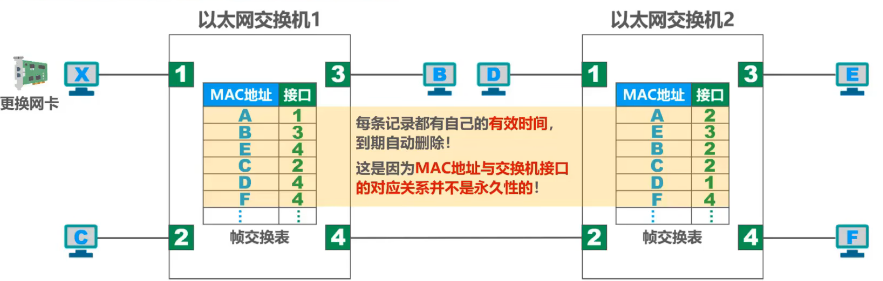 以太网交换机1
以太网交换机2
更换网卡
X
1
3
B
D
1
3
E
MAC地址 接口
A 1
B 3
E 4
C 2
D 4
F 4
⋮ ⋮
帧交换表
每条记录都有自己的有效时间，
到期自动删除！
这是因为MAC地址与交换机接口
的对应关系并不是永久性的！
MAC地址 接口
A 2
E 3
B 2
C 2
D 1
F 4
⋮ ⋮
帧交换表
C
2
4
2
4
F